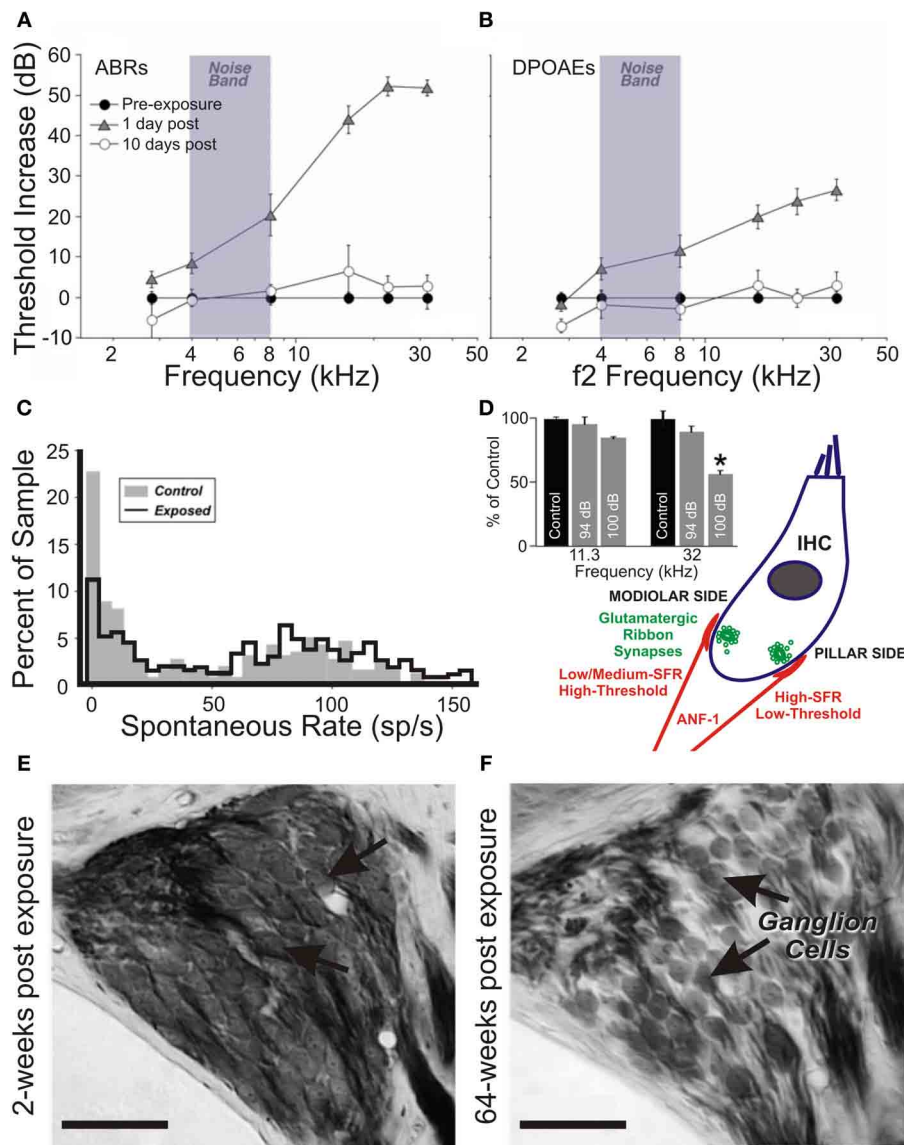 A
B
Threshold Increase (dB)
60
50
40
30
20
10
0
-10
ABRs
Noise
Band
Pre-exposure
1 day post
10 days post
2
4
6
8
10
20
30
50
Frequency (kHz)
DPOAEs
Noise
Band
2
4
6
8
10
20
30
50
f2 Frequency (kHz)
C
Percent of Sample
25
20
15
10
5
0
Control
Exposed
0
50
100
150
Spontaneous Rate (sp/s)
D
% of Control
100
50
0
Control
94 dB
100 dB
Control
94 dB
100 dB
*
11.3
32
Frequency (kHz)
IHC
MODIOLAR SIDE
Glutamatergic
Ribbon
Synapses
PILLAR SIDE
Low/Medium-SFR
High-Threshold
High-SFR
Low-Threshold
ANF-1
E
2-weeks post exposure
F
64-weeks post exposure
Ganglion
Cells